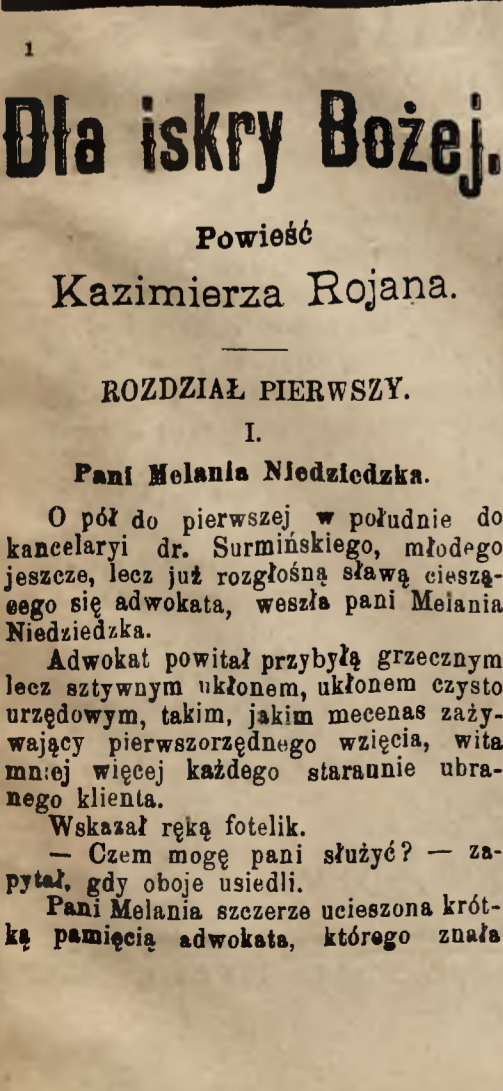 1
Dla iskry Bożej.
Powieść
Kazimierza Rojana.
ROZDZIAŁ PIERWSZY.
I.
Pani Melania Niedziedzka.
O pół do pierwszej w południe do
kancelaryi dr. Surmińskiego, młodego
jeszcze, lecz już rozgłośną sławą cieszą-
cego się adwokata, weszła pani Melania
Niedziedzka.
Adwokat powitał przybyłą grzecznym
lecz sztywnym ukłonem, ukłonem czysto
urzędowym, takim, jakim mecenas zaży-
wający pierwszorzędnego wzięcia, wita
mniej więcej każdego starannie ubra-
nego klienta.
Wskazał ręką fotelik.
— Czem mogę pani służyć? — za-
pytał, gdy oboje usiedli.
Pani Melania szczerze ucieszona krót-
ką pamięcią adwokata, którego znała